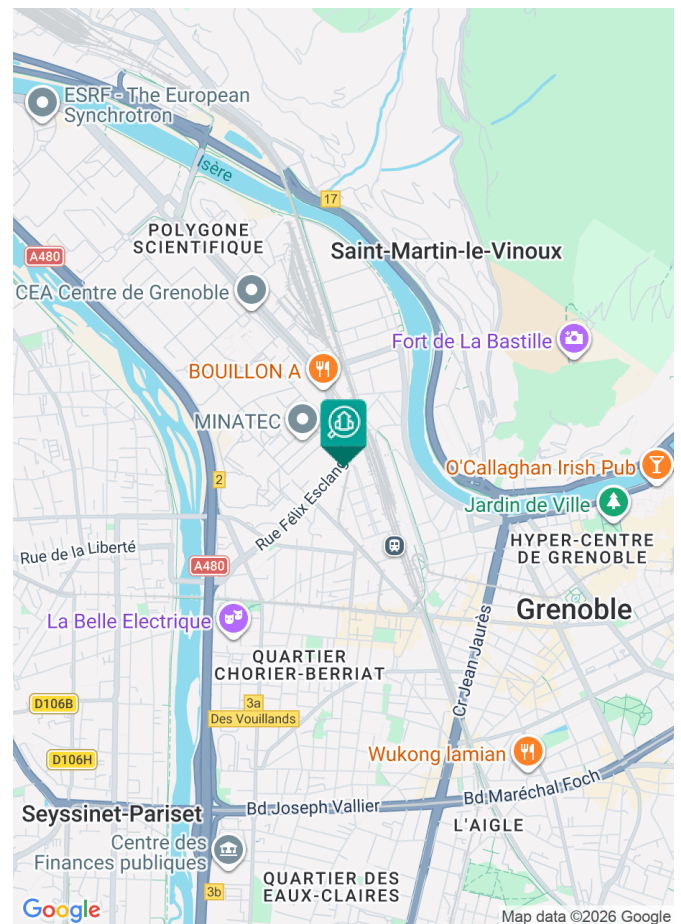 ESRF - The European
Synchrotron
Isère
17
POLYGONE
SCIENTIFIQUE
Saint-Martin-le-Vinoux
A480
CEA Centre de Grenoble
Fort de La Bastille
BOUILLON A
MINATEC
O'Callaghan Irish Pub
2
Jardin de Ville
Rue Félix Esclang
HYPER-CENTRE
DE GRENOBLE
Rue de la Liberté
A480
Grenoble
La Belle Electrique
Cr Jean Jaurès
QUARTIER
CHORIER-BERRIAT
D106B
3a
Des Vouillands
Wukong lamian
D106H
Bd Maréchal Foch
Bd Joseph Vallier
Seyssinet-Pariset
L'AIGLE
Centre des
Finances publiques
QUARTIER DES
EAUX-CLAIRES
3b
Google
Map data ©2026 Google